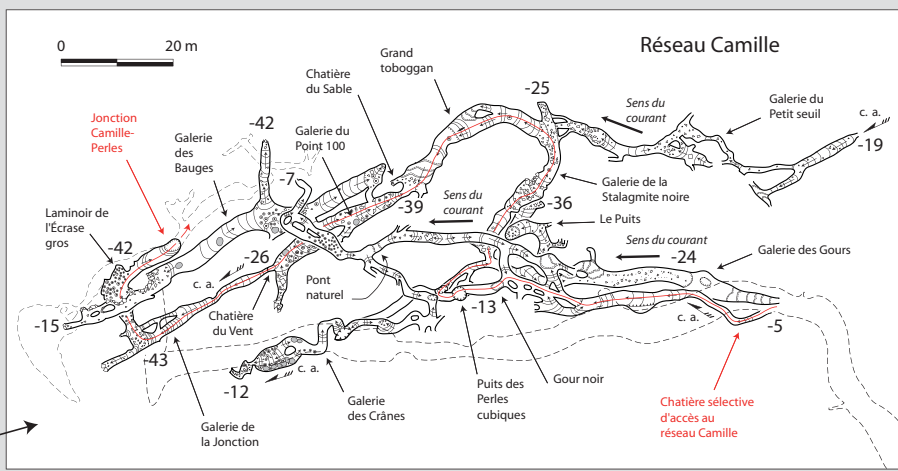 Réseau Camille
0
20 m
Grand
toboggan
Chatière
du Sable
-25
Sens du
courant
Galerie du
Petit seuil
c. a.
-19
Jonction
Camille-
Perles
Galerie
des
Bauges
-42
Galerie du
Point 100
-7
-39
Sens du
courant
Galerie de la
Stalagmite noire
-36
Le Puits
Sens du courant
-24
Galerie des Gours
Laminoir de
l'Écrase
gros
-42
-26
c. a.
Pont
naturel
Chatière
du Vent
-15
-43
-13
c. a.
-5
-12
c. a.
Galerie
des Crânes
Galerie de
la Jonction
Puits des
Perles
cubiques
Gour noir
Chatière sélective
d'accès au
réseau Camille